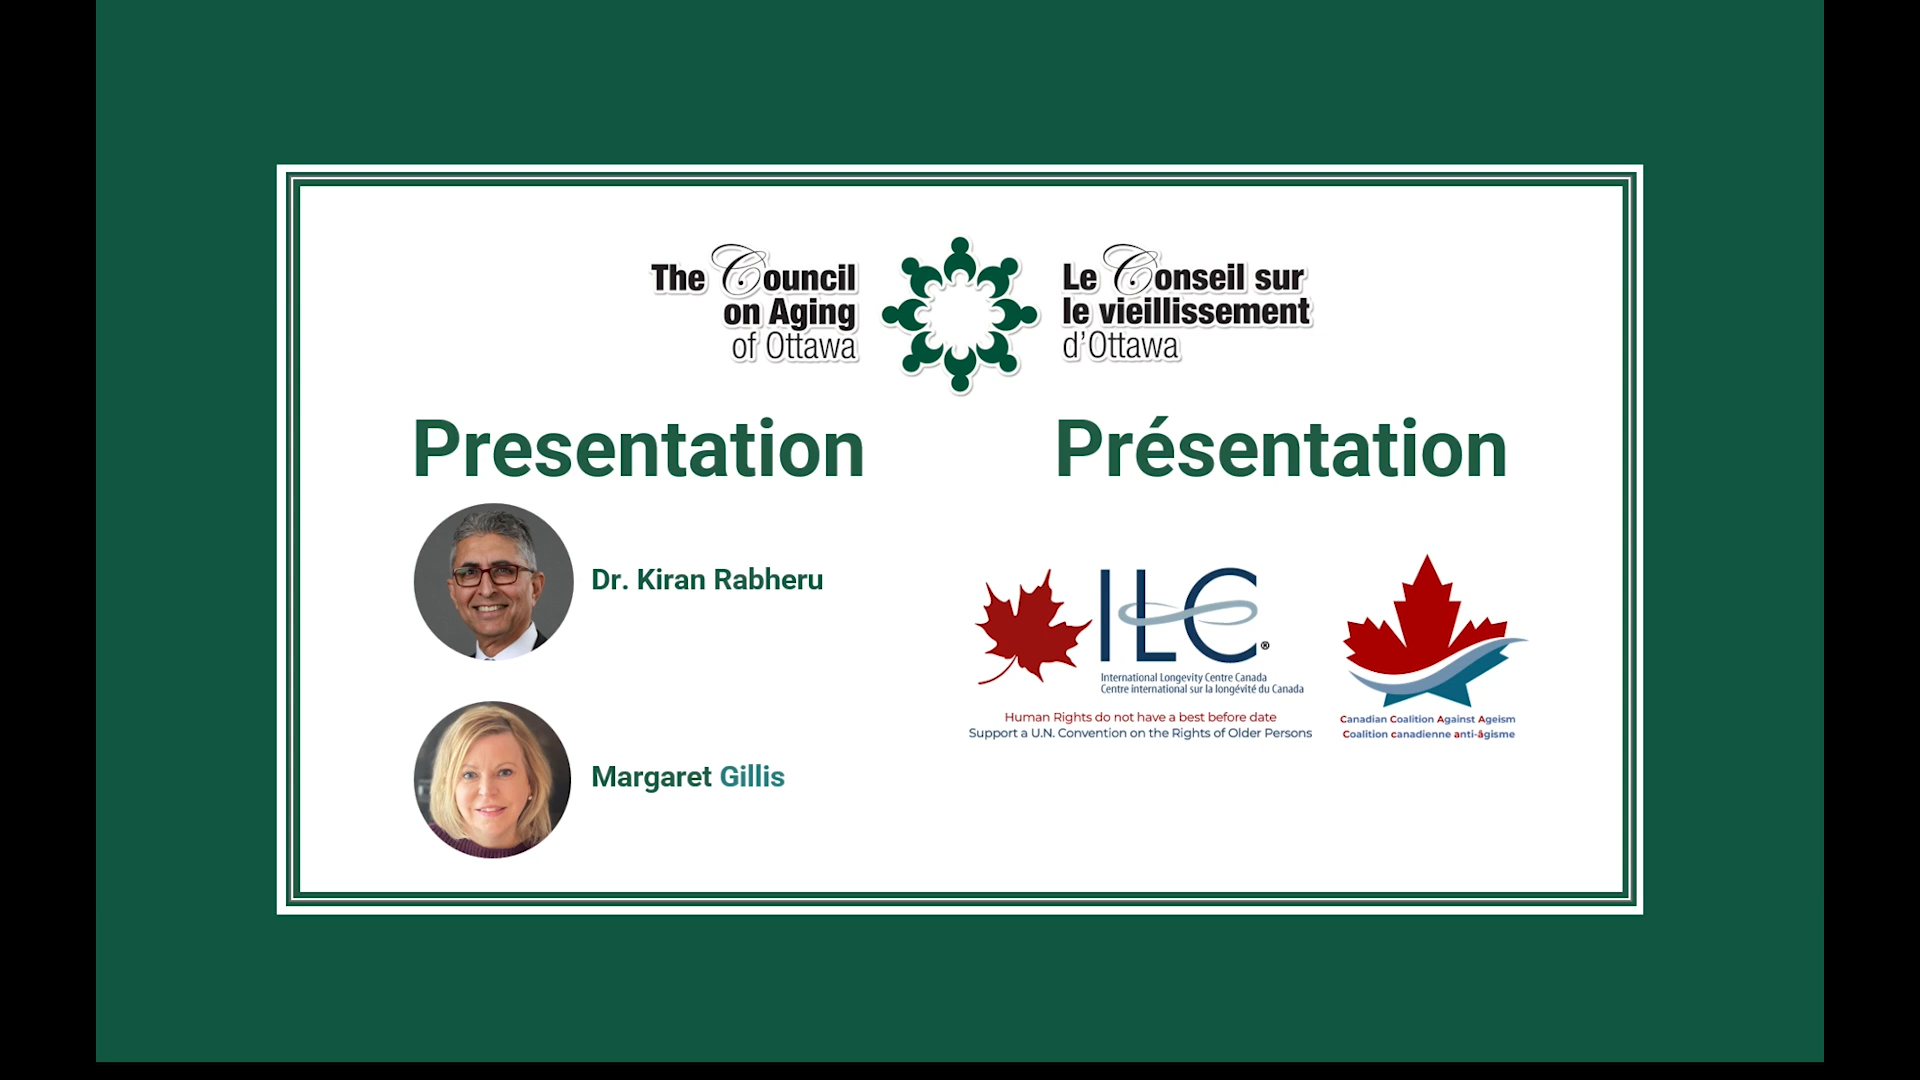 The Council
on Aging
of Ottawa
Le Conseil sur
le vieillissement
d'Ottawa
Presentation
Présentation
Dr. Kiran Rabheru
Margaret Gillis
ILC®
International Longevity Centre Canada
Centre international sur la longévité du Canada
Human Rights do not have a best before date
Support a U.N. Convention on the Rights of Older Persons
Canadian Coalition Against Ageism
Coalition canadienne anti-âgisme